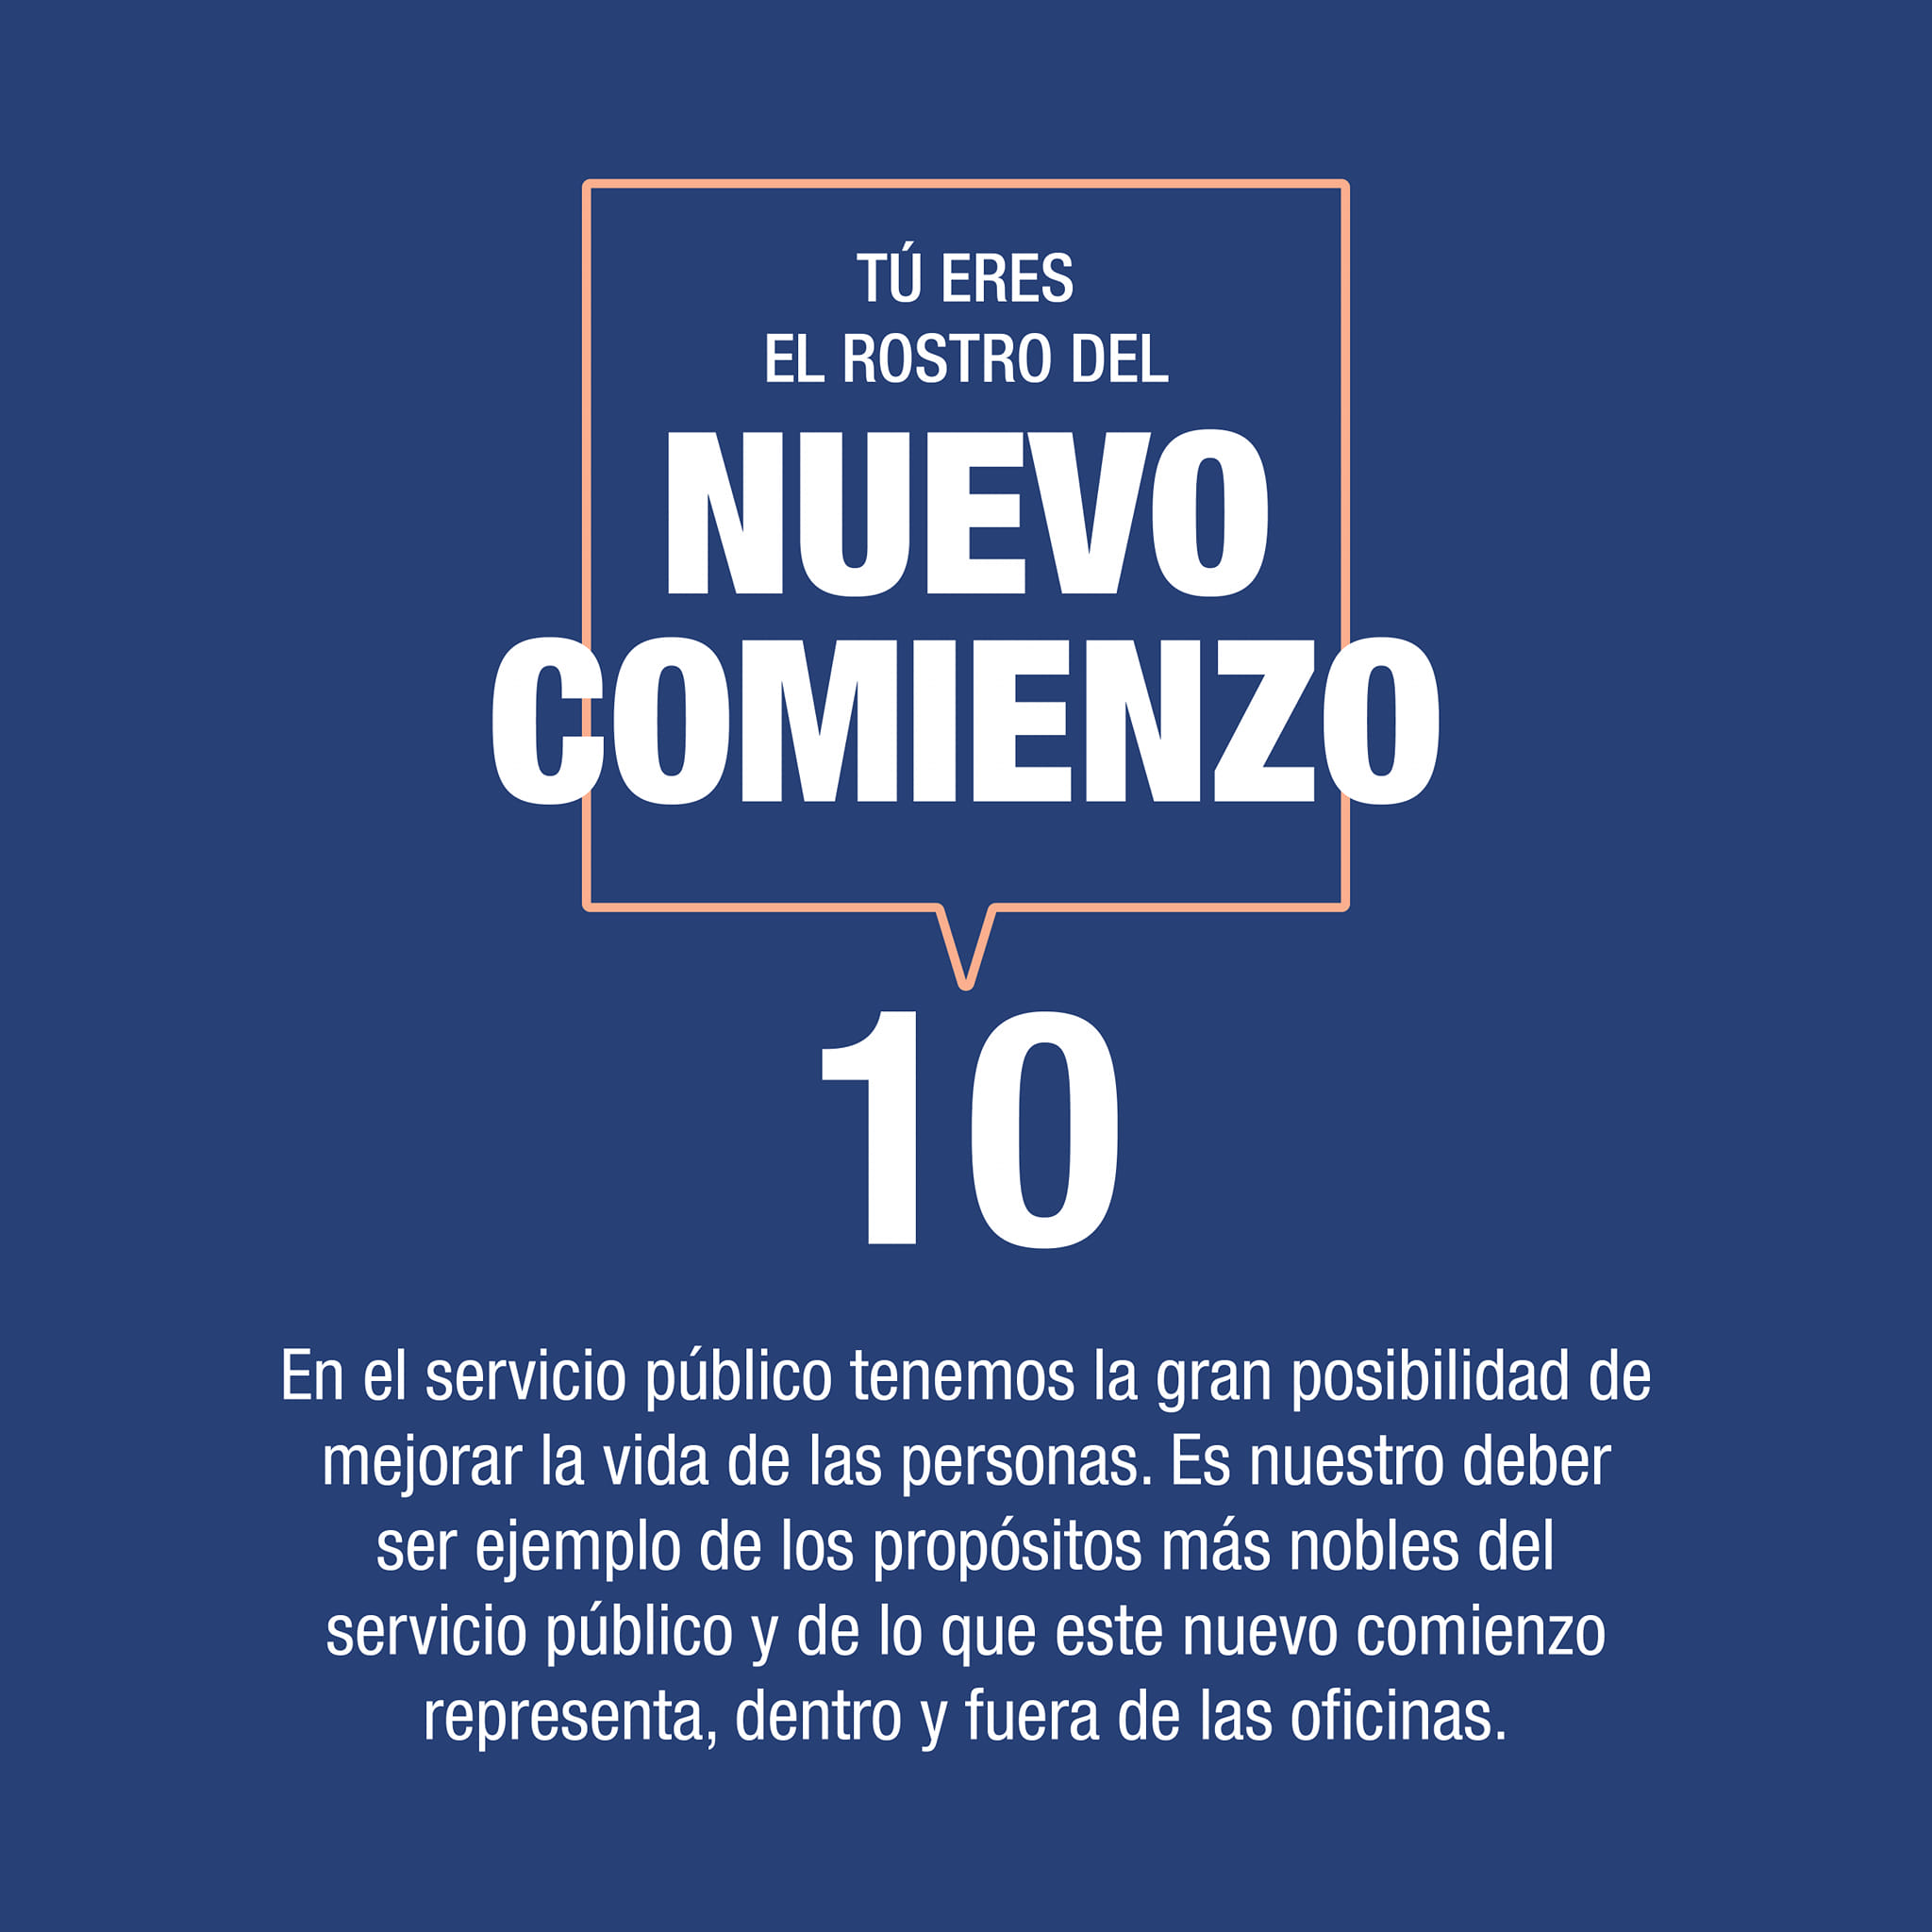 TÚ ERES
EL ROSTRO DEL
NUEVO
COMIENZO
10
En el servicio público tenemos la gran posibilidad de
mejorar la vida de las personas. Es nuestro deber
ser ejemplo de los propósitos más nobles del
servicio público y de lo que este nuevo comienzo
representa, dentro y fuera de las oficinas.